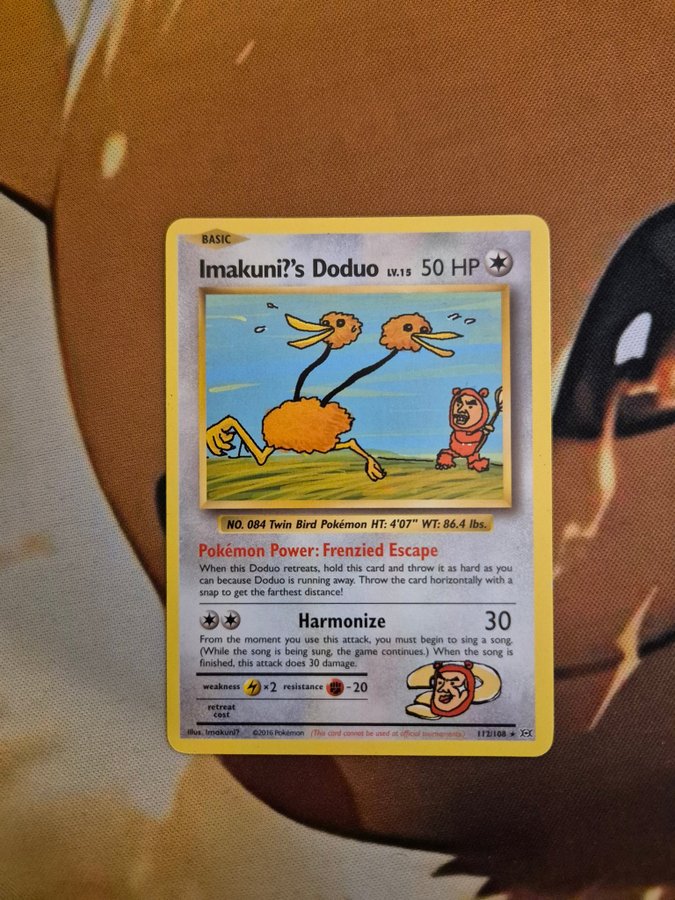 BASIC
Imakuni?'s Doduo LV.15 50 HP
NO. 084 Twin Bird Pokémon HT: 4'07" WT: 86.4 lbs.
Pokémon Power: Frenzied Escape
When this Doduo retreats, hold this card and throw it as hard as you
can because Doduo is running away. Throw the card horizontally with a
snap to get the farthest distance!
Harmonize 30
From the moment you use this attack, you must begin to sing a song.
(While the song is being sung, the game continues.) When the song is
finished, this attack does 30 damage.
weakness ×2 resistance -20
retreat
cost
Illus. Imakuni? ©2016 Pokémon (This card cannot be used at official tournaments.) 112/108 ★